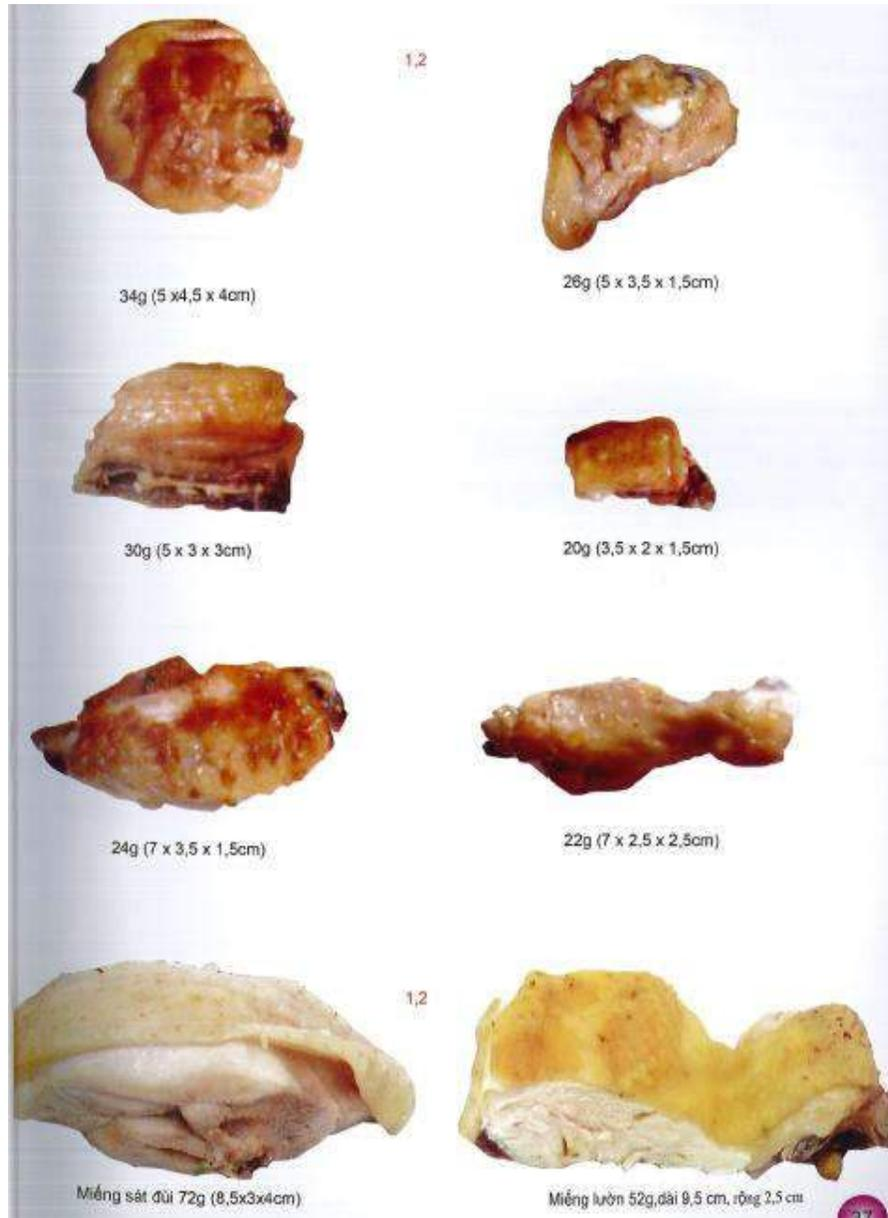 1,2
34g (5 x4,5 x 4cm)
26g (5 x 3,5 x 1,5cm)
30g (5 x 3 x 3cm)
20g (3,5 x 2 x 1,5cm)
24g (7 x 3,5 x 1,5cm)
22g (7 x 2,5 x 2,5cm)
1,2
Miếng sát đùi 72g (8,5x3x4cm)
Miếng lườn 52g,dài 9,5 cm, rộng 2,5 cm
37